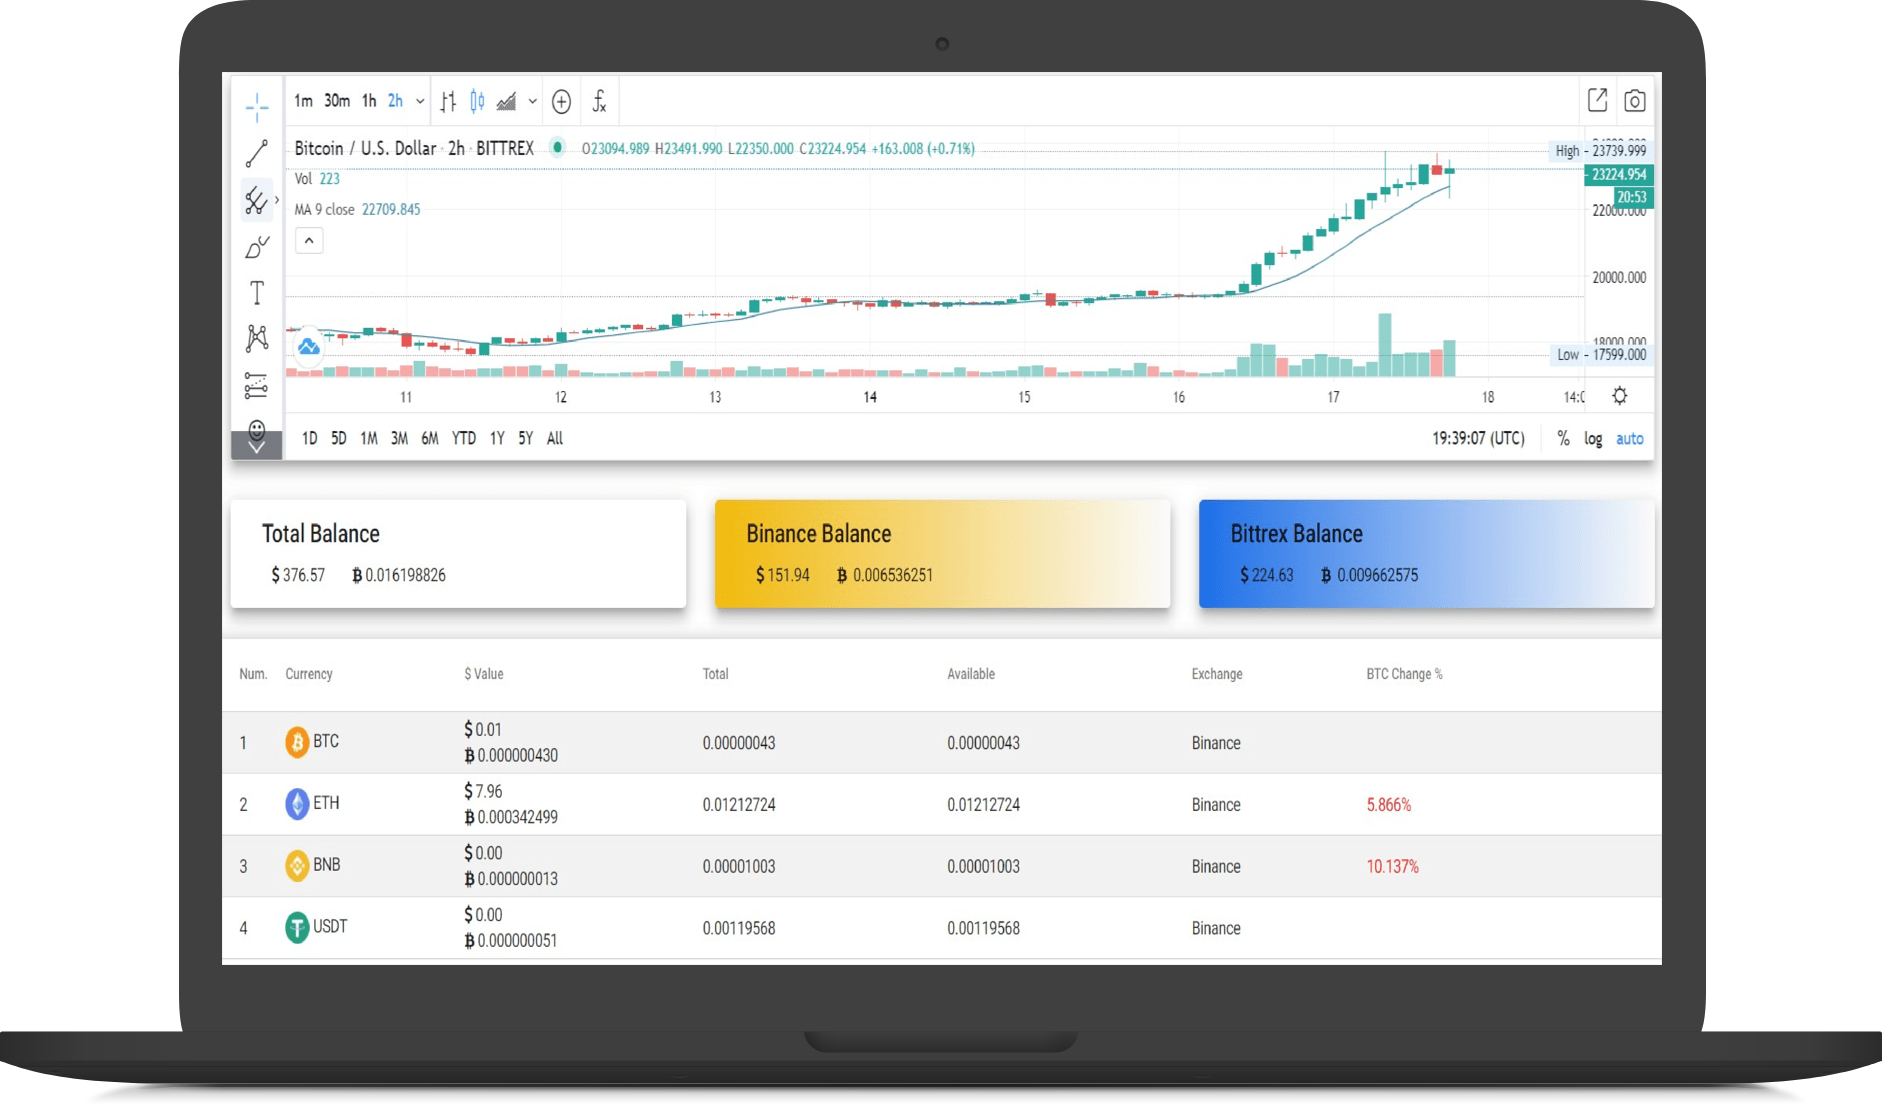 1m 30m 1h 2h
Bitcoin / U.S. Dollar · 2h · BITTREX O23094.989 H23491.990 L22350.000 C23224.954 +163.008 (+0.71%)
Vol 223
MA 9 close 22709.845
High - 23739.999
23224.954
20:53
22000.000
20000.000
18000.000
Low - 17599.000
11 12 13 14 15 16 17 18 14:0
1D 5D 1M 3M 6M YTD 1Y 5Y All 19:39:07 (UTC) % log auto
Total Balance
$ 376.57 ₿ 0.016198826
Binance Balance
$ 151.94 ₿ 0.006536251
Bittrex Balance
$ 224.63 ₿ 0.009662575
Num. Currency $ Value Total Available Exchange BTC Change %
1 BTC $ 0.01 ₿ 0.000000430 0.00000043 0.00000043 Binance
2 ETH $ 7.96 ₿ 0.000342499 0.01212724 0.01212724 Binance 5.866%
3 BNB $ 0.00 ₿ 0.000000013 0.00001003 0.00001003 Binance 10.137%
4 USDT $ 0.00 ₿ 0.000000051 0.00119568 0.00119568 Binance